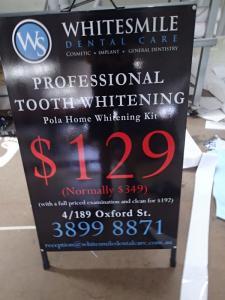 WS
WHITESMILE
DENTAL CARE
COSMETIC • IMPLANT • GENERAL DENTISTRY
PROFESSIONAL
TOOTH WHITENING
Pola Home Whitening Kit
$129
(Normally $349)
(with a full priced examination and clean for $192)
4/189 Oxford St.
3899 8871
reception@whitesmiledentalcare.com.au